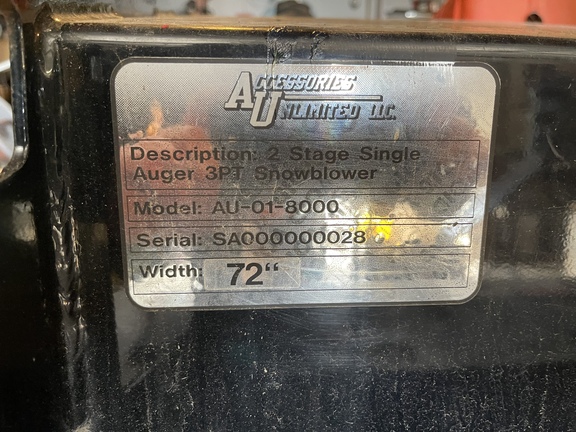 ACCESSORIES
UNLIMITED LLC.
Description: 2 Stage Single
Auger 3PT Snowblower
Model: AU-01-8000
Serial: SA000000028
Width: 72"